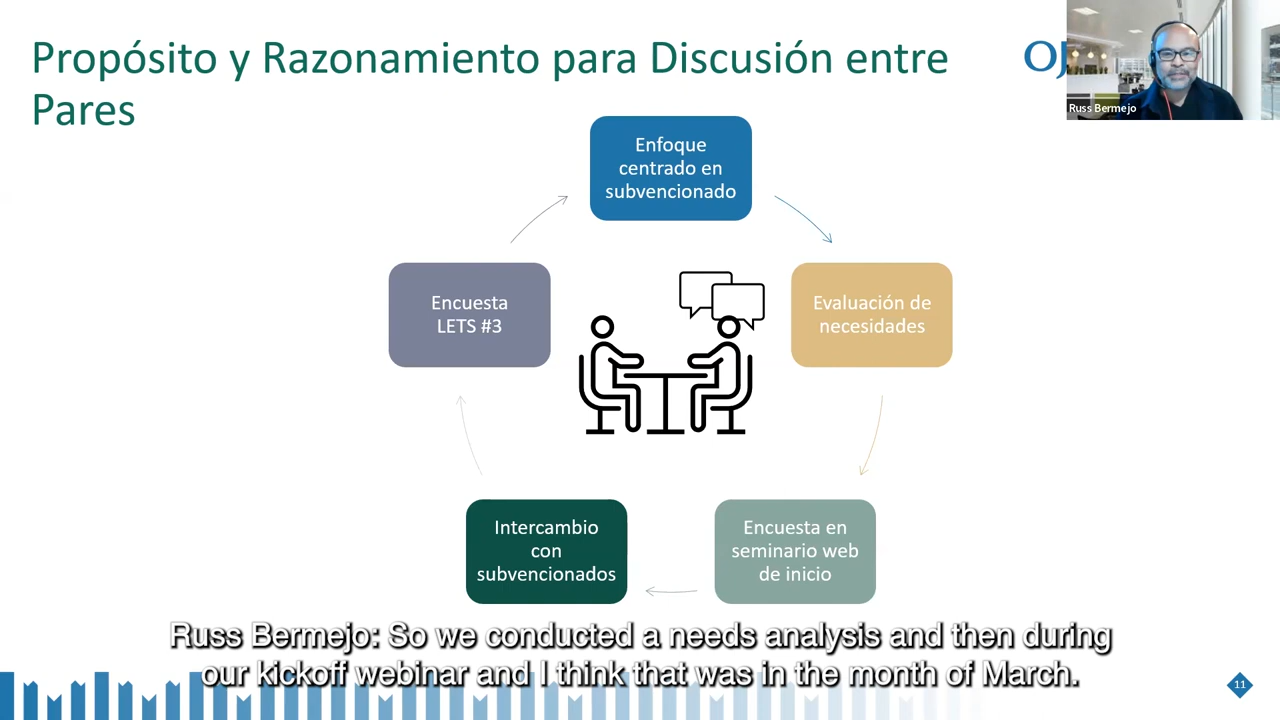 Propósito y Razonamiento para Discusión entre
Pares
OJ
Russ Bermejo
Enfoque
centrado en
subvencionado
Encuesta
LETS #3
Evaluación de
necesidades
Intercambio
con
subvencionados
Encuesta en
seminario web
de inicio
Russ Bermejo: So we conducted a needs analysis and then during
our kickoff webinar and I think that was in the month of March.
11